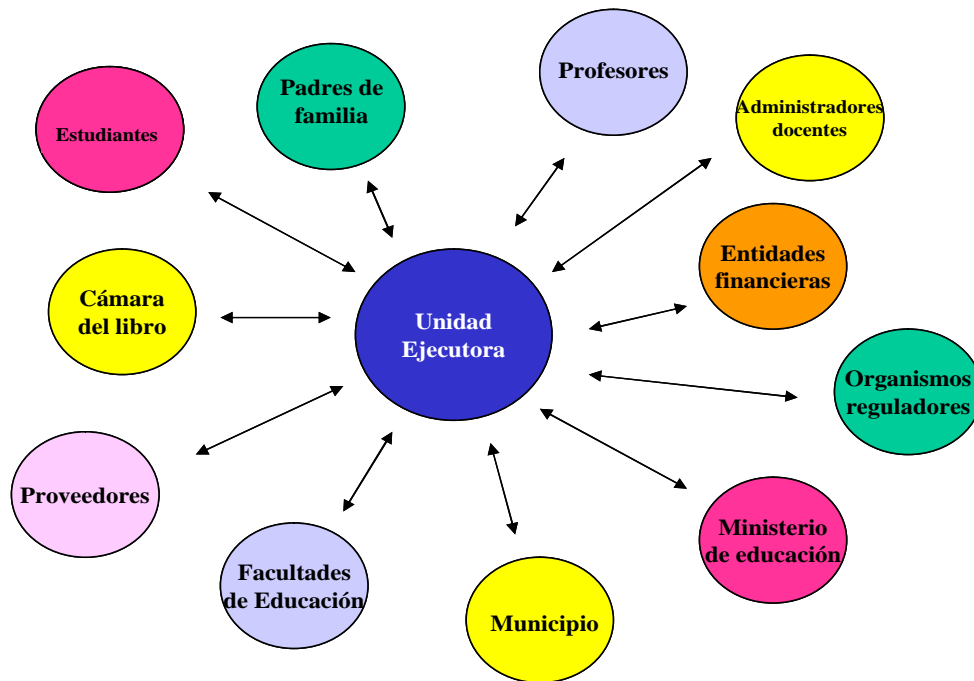 Profesores
Padres de
familia
Administradores
docentes
Estudiantes
Entidades
financieras
Cámara
del libro
Unidad
Ejecutora
Organismos
reguladores
Proveedores
Ministerio
de educación
Facultades
de Educación
Municipio